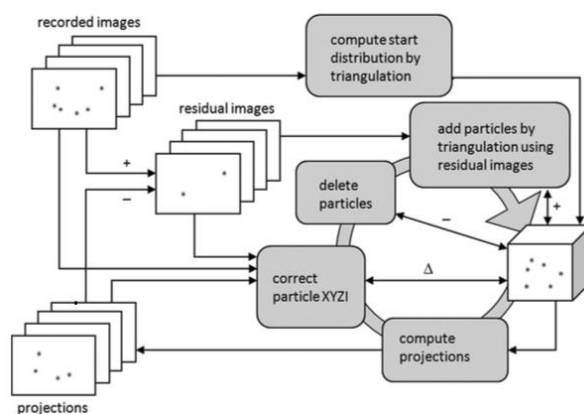 recorded images
compute start
distribution by
triangulation
residual images
add particles by
triangulation using
residual images
+
−
delete
particles
−
+
correct
particle XYZI
Δ
compute
projections
projections